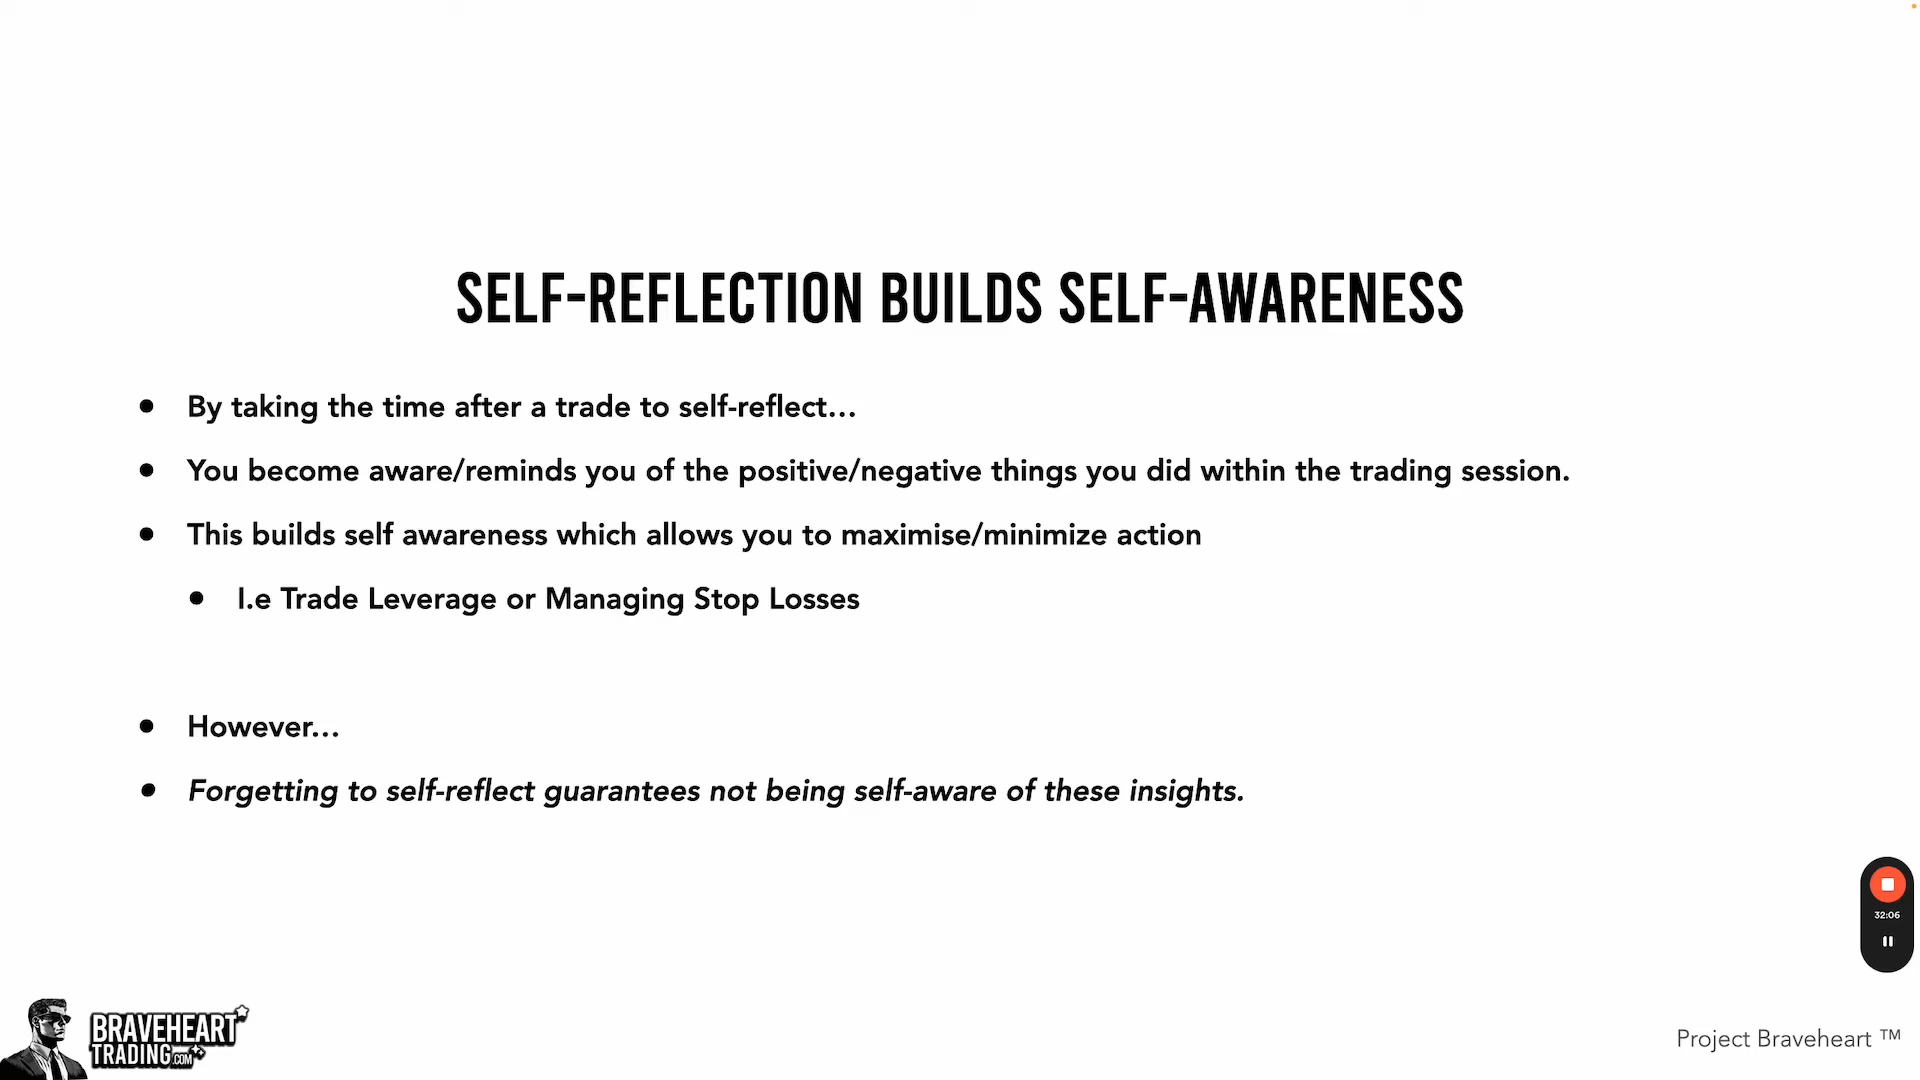 SELF-REFLECTION BUILDS SELF-AWARENESS
• By taking the time after a trade to self-reflect...
• You become aware/reminds you of the positive/negative things you did within the trading session.
• This builds self awareness which allows you to maximise/minimize action
• I.e Trade Leverage or Managing Stop Losses
• However...
• Forgetting to self-reflect guarantees not being self-aware of these insights.
32:06
BRAVEHEART
TRADING.COM
Project Braveheart ™